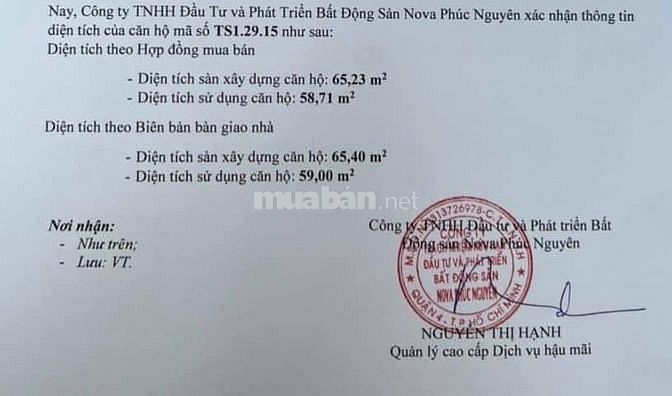 Nay, Công ty TNHH Đầu Tư và Phát Triển Bất Động Sản Nova Phúc Nguyên xác nhận thông tin
diện tích của căn hộ mã số TS1.29.15 như sau:
Diện tích theo Hợp đồng mua bán
- Diện tích sàn xây dựng căn hộ: 65,23 m²
- Diện tích sử dụng căn hộ: 58,71 m²
Diện tích theo Biên bản bàn giao nhà
- Diện tích sàn xây dựng căn hộ: 65,40 m²
- Diện tích sử dụng căn hộ: 59,00 m²
muaban.net
Nơi nhận:
- Như trên;
- Lưu: VT.
Công ty TNHH Đầu tư và Phát triển Bất
Động sản Nova Phúc Nguyên
CÔNG TY
ĐẦU TƯ VÀ PHÁT TRIỂN
BẤT ĐỘNG SẢN
NOVA PHÚC NGUYÊN
QUẬN 4 - T.P HỒ CHÍ MINH
NGUYỄN THỊ HẠNH
Quản lý cao cấp Dịch vụ hậu mãi